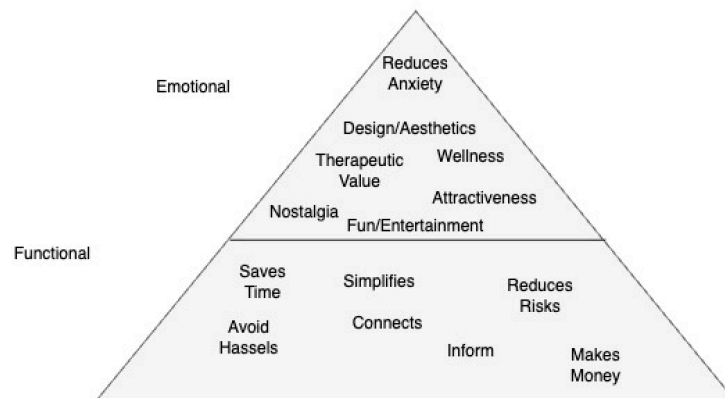 Reduces
Anxiety
Emotional
Design/Aesthetics
Therapeutic
Value
Wellness
Attractiveness
Nostalgia
Fun/Entertainment
Functional
Saves
Time
Simplifies
Reduces
Risks
Avoid
Hassels
Connects
Inform
Makes
Money